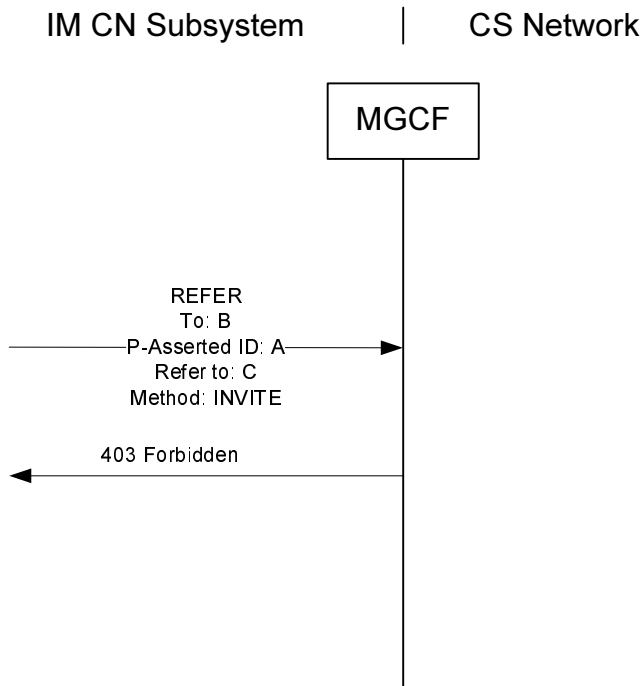 IM CN Subsystem | CS Network
MGCF
REFER
To: B
P-Asserted ID: A
Refer to: C
Method: INVITE
403 Forbidden